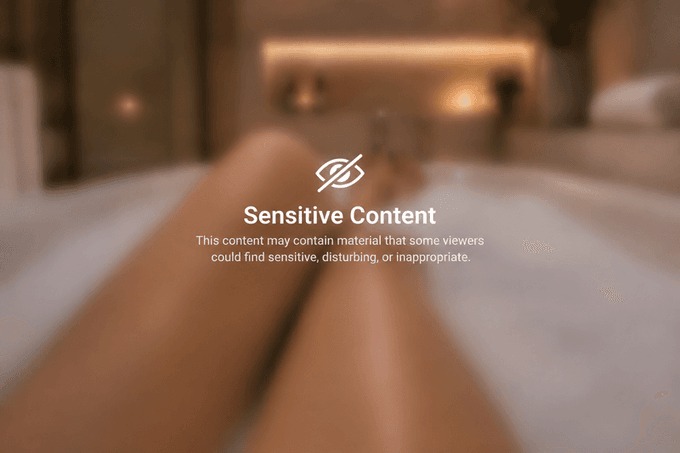 Sensitive Content
This content may contain material that some viewers
could find sensitive, disturbing, or inappropriate.